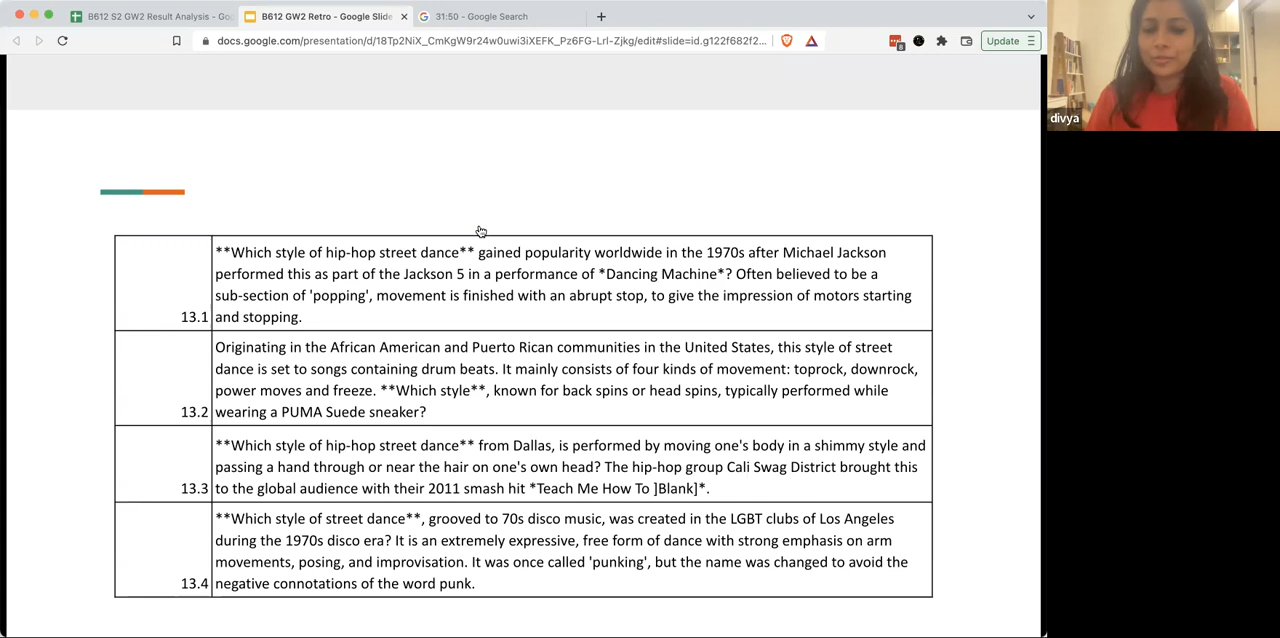 B612 S2 GW2 Result Analysis - Goo
B612 GW2 Retro - Google Slide
31:50 - Google Search
docs.google.com/presentation/d/18Tp2NiX_CmKgW9r24w0uwi3iXEFK_Pz6FG-LrI-Zjkg/edit#slide=id.g122f682f2...
8
Update
divya
**Which style of hip-hop street dance** gained popularity worldwide in the 1970s after Michael Jackson
performed this as part of the Jackson 5 in a performance of *Dancing Machine*? Often believed to be a
sub-section of 'popping', movement is finished with an abrupt stop, to give the impression of motors starting
13.1 and stopping.
Originating in the African American and Puerto Rican communities in the United States, this style of street
dance is set to songs containing drum beats. It mainly consists of four kinds of movement: toprock, downrock,
power moves and freeze. **Which style**, known for back spins or head spins, typically performed while
13.2 wearing a PUMA Suede sneaker?
**Which style of hip-hop street dance** from Dallas, is performed by moving one's body in a shimmy style and
passing a hand through or near the hair on one's own head? The hip-hop group Cali Swag District brought this
13.3 to the global audience with their 2011 smash hit *Teach Me How To ]Blank]*.
**Which style of street dance**, grooved to 70s disco music, was created in the LGBT clubs of Los Angeles
during the 1970s disco era? It is an extremely expressive, free form of dance with strong emphasis on arm
movements, posing, and improvisation. It was once called 'punking', but the name was changed to avoid the
13.4 negative connotations of the word punk.